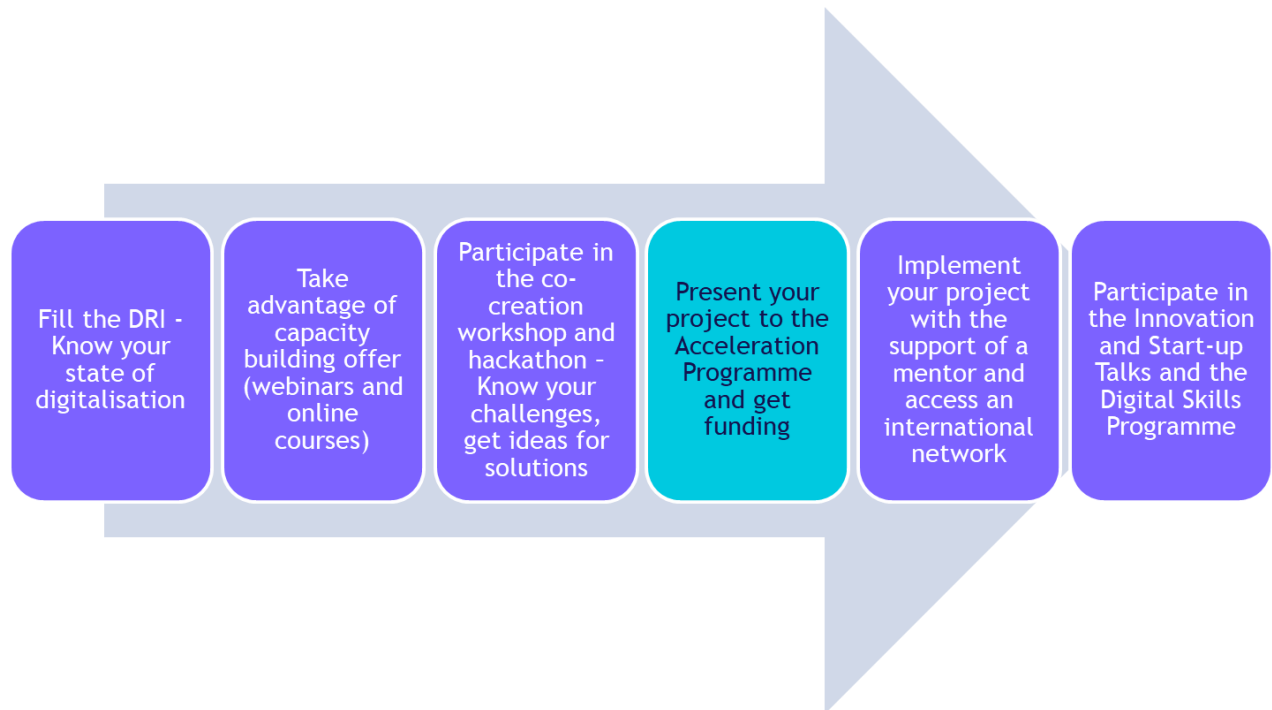 Fill the DRI -
Know your
state of
digitalisation
Take
advantage of
capacity
building offer
(webinars and
online
courses)
Participate in
the co-
creation
workshop and
hackathon –
Know your
challenges,
get ideas for
solutions
Present your
project to the
Acceleration
Programme
and get
funding
Implement
your project
with the
support of a
mentor and
access an
international
network
Participate in
the Innovation
and Start-up
Talks and the
Digital Skills
Programme